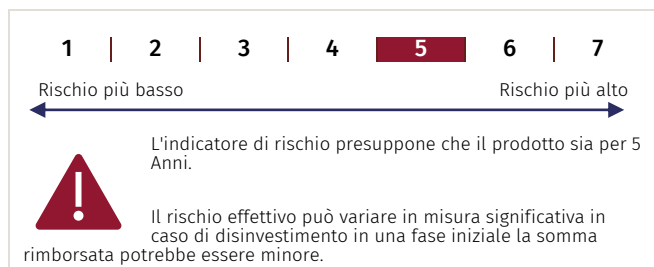 1 | 2 | 3 | 4 5 6 | 7
Rischio più basso Rischio più alto
L'indicatore di rischio presuppone che il prodotto sia per 5
Anni.
Il rischio effettivo può variare in misura significativa in
caso di disinvestimento in una fase iniziale la somma
rimborsata potrebbe essere minore.